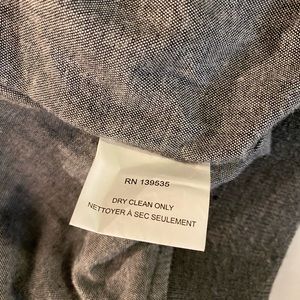 RN 139535
DRY CLEAN ONLY
NETTOYER À SEC SEULEMENT